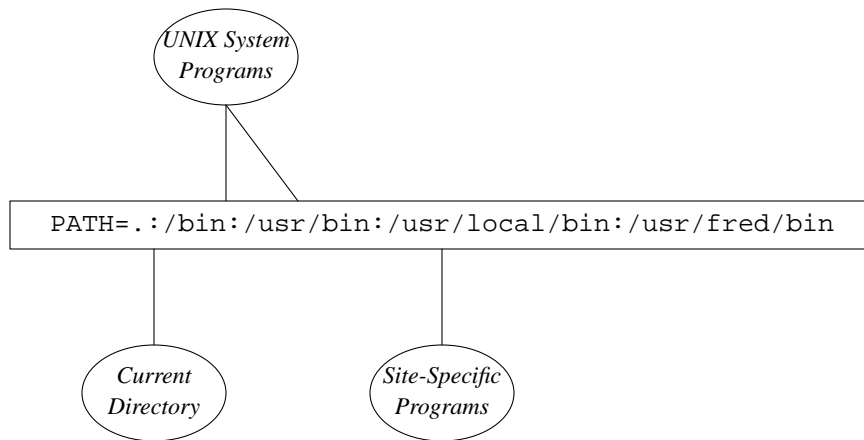 UNIX System
Programs
PATH=.:/bin:/usr/bin:/usr/local/bin:/usr/fred/bin
Current
Directory
Site-Specific
Programs